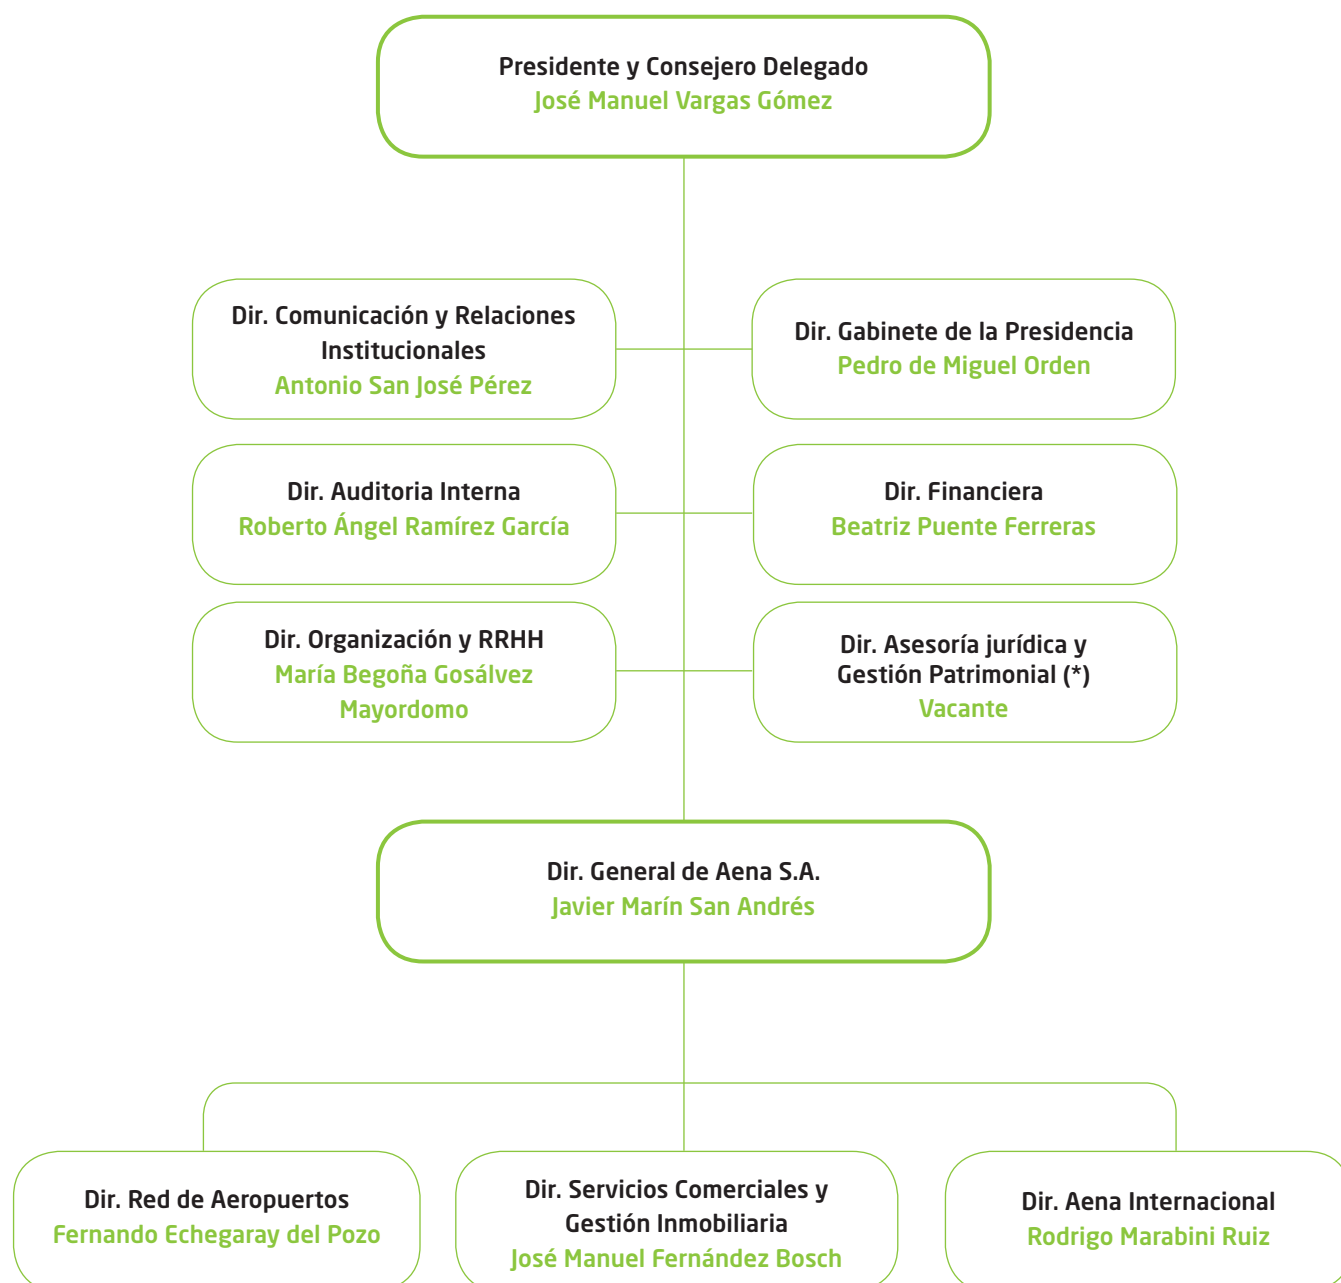 Presidente y Consejero Delegado
José Manuel Vargas Gómez
Dir. Comunicación y Relaciones
Institucionales
Antonio San José Pérez
Dir. Gabinete de la Presidencia
Pedro de Miguel Orden
Dir. Auditoria Interna
Roberto Ángel Ramírez García
Dir. Financiera
Beatriz Puente Ferreras
Dir. Organización y RRHH
María Begoña Gosálvez
Mayordomo
Dir. Asesoría jurídica y
Gestión Patrimonial (*)
Vacante
Dir. General de Aena S.A.
Javier Marín San Andrés
Dir. Red de Aeropuertos
Fernando Echegaray del Pozo
Dir. Servicios Comerciales y
Gestión Inmobiliaria
José Manuel Fernández Bosch
Dir. Aena Internacional
Rodrigo Marabini Ruiz